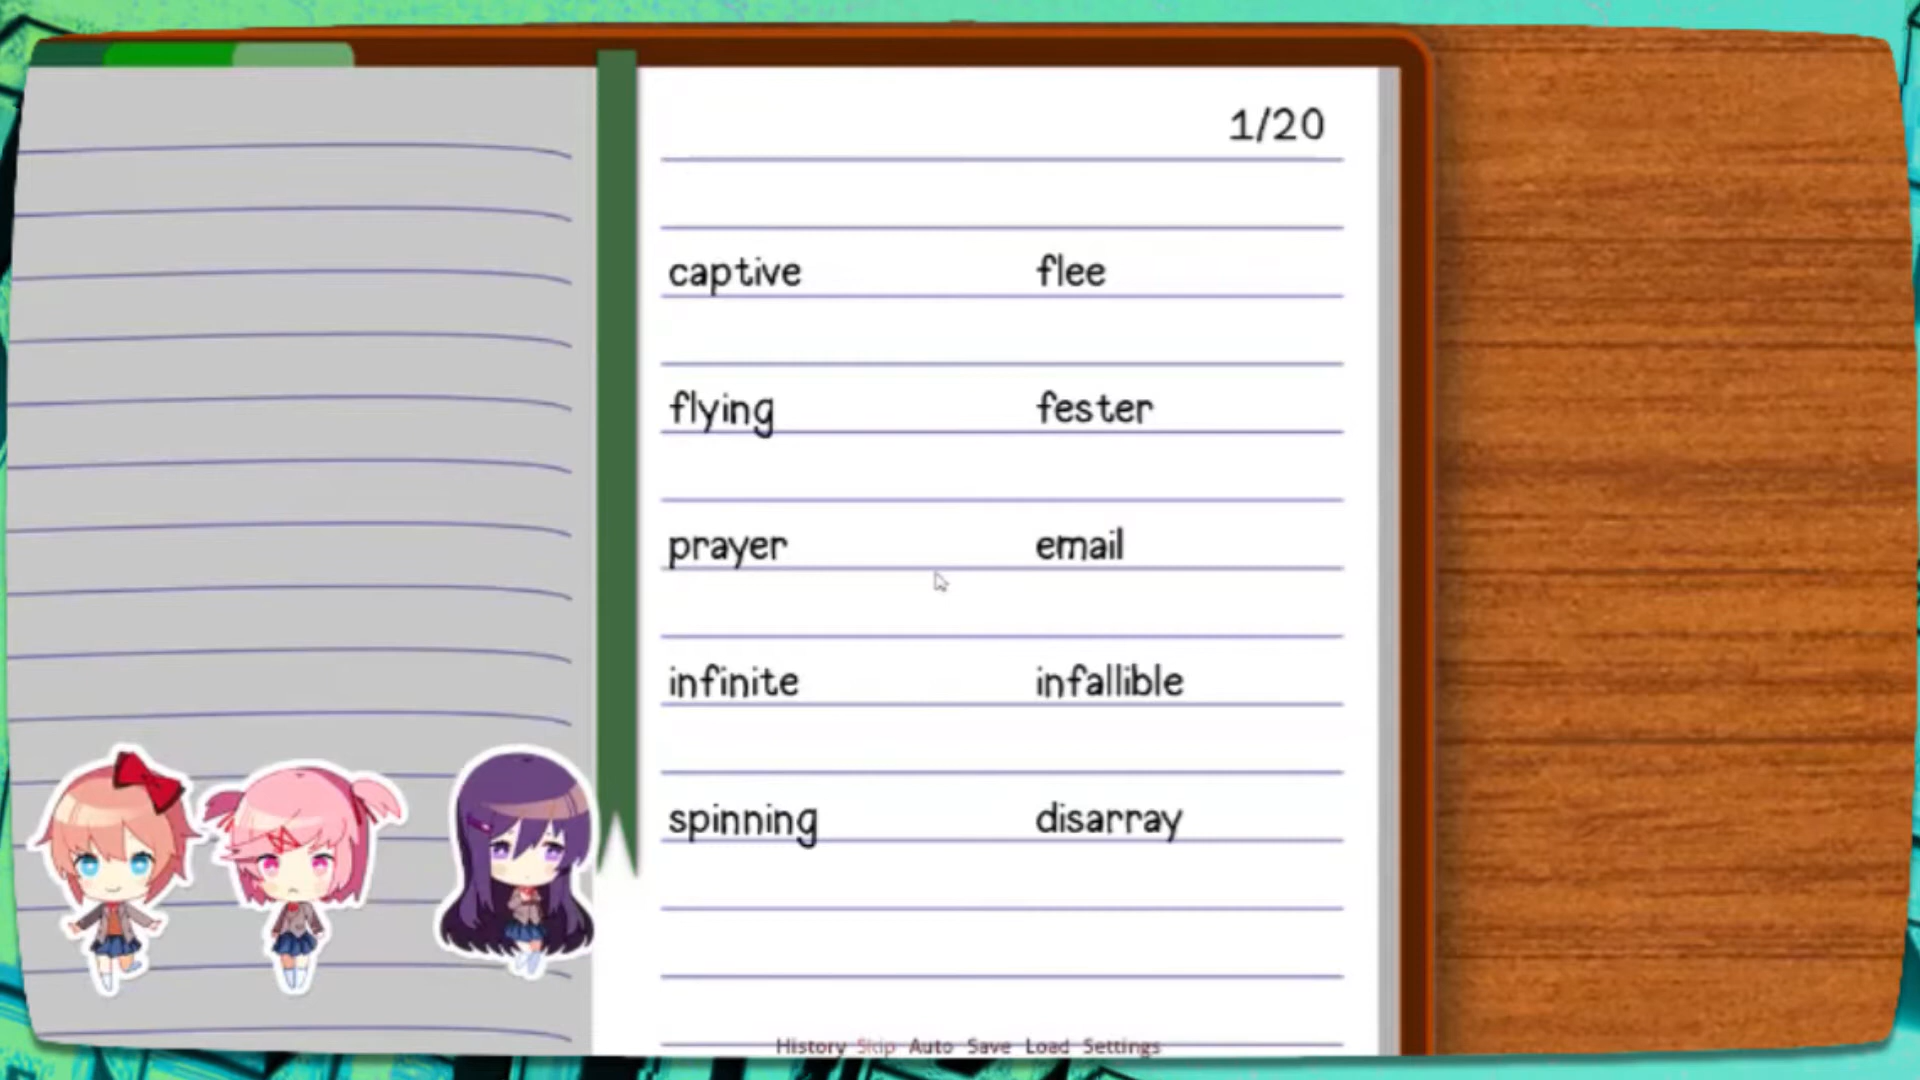 1/20
captive flee
flying fester
prayer email
infinite infallible
spinning disarray
History Skip Auto Save Load Settings